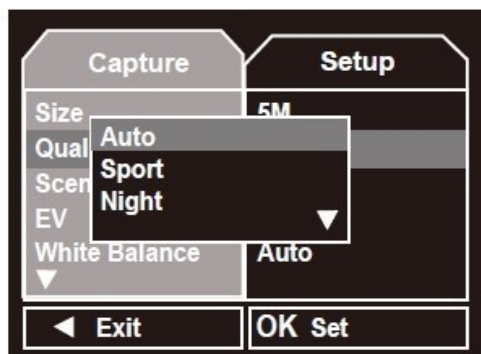 Capture Setup
Size 5M
Qual
Auto
Sport
Scen
Night
EV
White Balance Auto
Exit OK Set